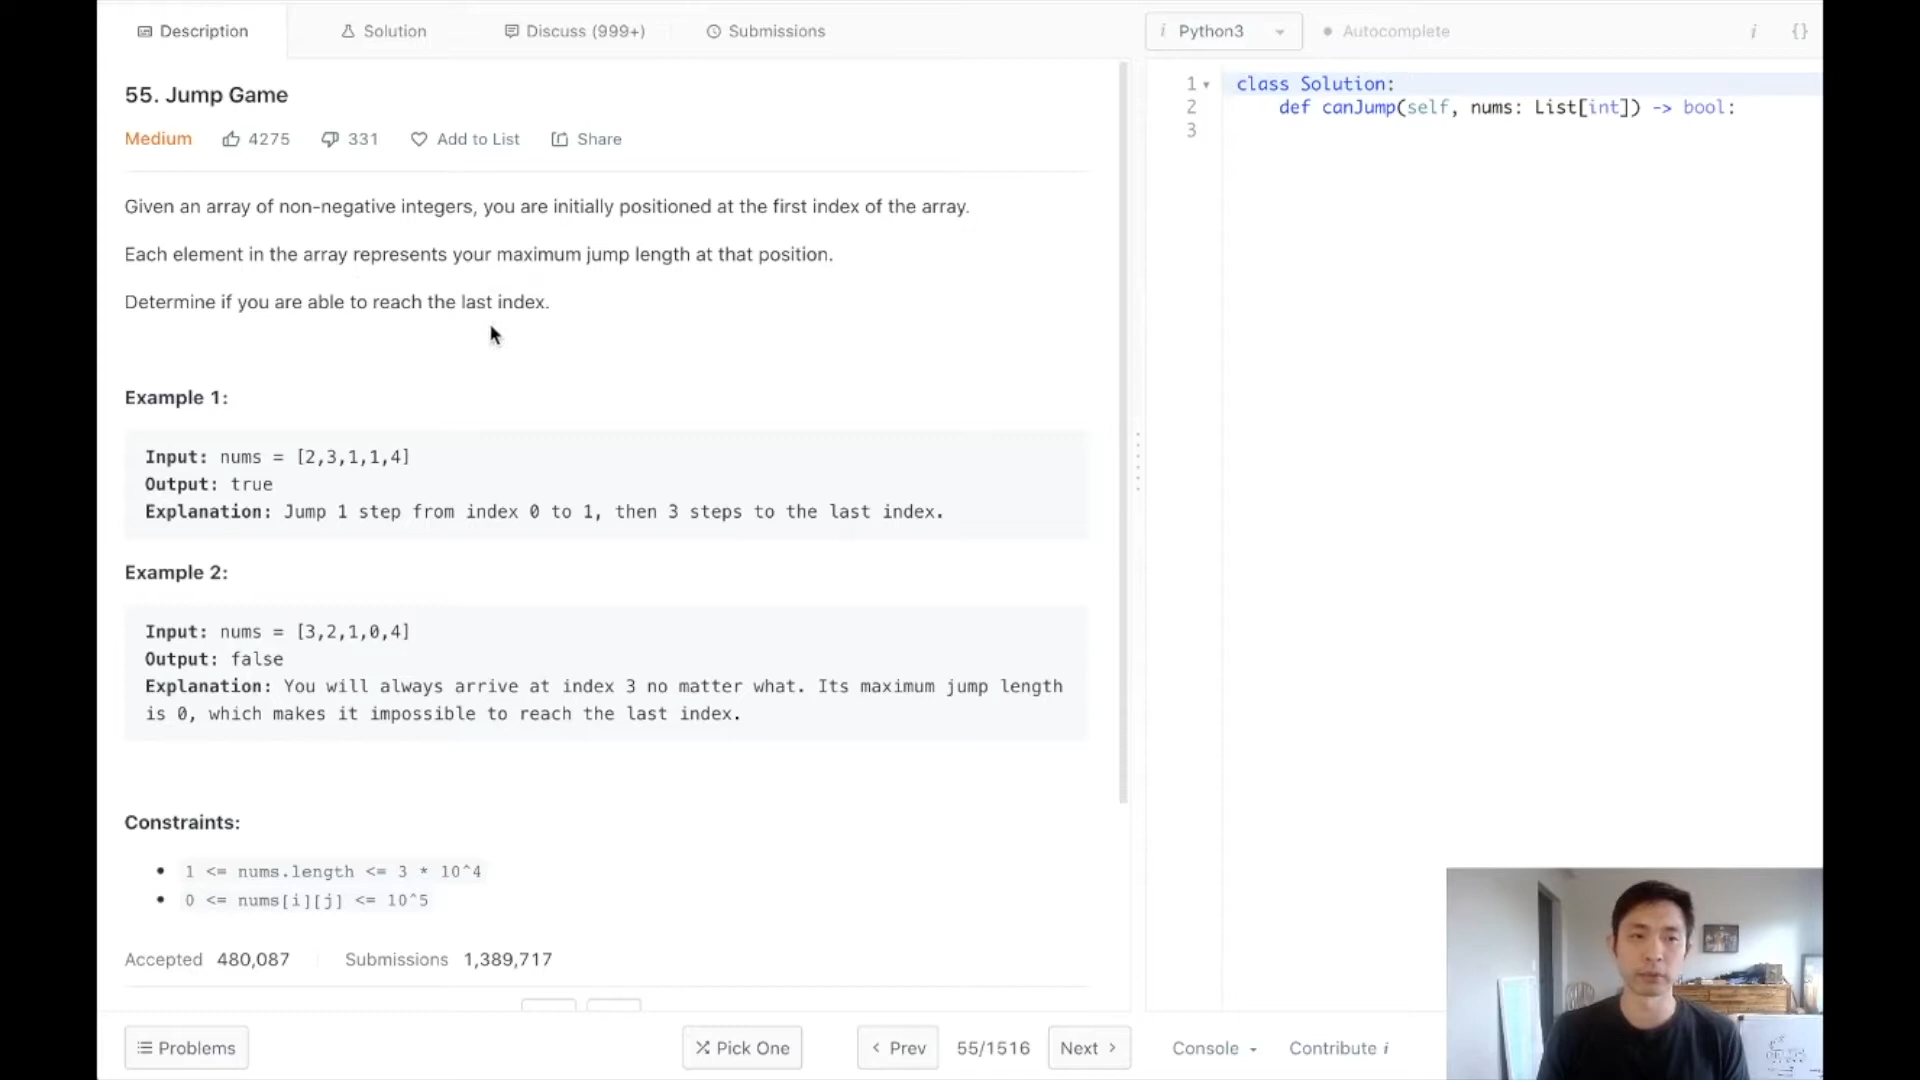 Description
Solution
Discuss (999+)
Submissions
i Python3
Autocomplete
i {}
55. Jump Game
Medium 4275 331 Add to List Share
Given an array of non-negative integers, you are initially positioned at the first index of the array.
Each element in the array represents your maximum jump length at that position.
Determine if you are able to reach the last index.
Example 1:
Input: nums = [2,3,1,1,4]
Output: true
Explanation: Jump 1 step from index 0 to 1, then 3 steps to the last index.
Example 2:
Input: nums = [3,2,1,0,4]
Output: false
Explanation: You will always arrive at index 3 no matter what. Its maximum jump length
is 0, which makes it impossible to reach the last index.
Constraints:
1 <= nums.length <= 3 * 10^4
0 <= nums[i][j] <= 10^5
Accepted 480,087 Submissions 1,389,717
Problems
Pick One
< Prev
55/1516
Next >
1 class Solution:
2 def canJump(self, nums: List[int]) -> bool:
3
Console
Contribute i